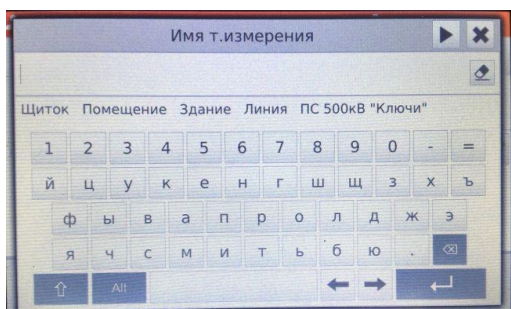 Имя т.измерения
Щиток Помещение Здание Линия ПС 500кВ "Ключи"
1 2 3 4 5 6 7 8 9 0 - =
й ц у к е н г ш щ з х ъ
ф ы в а п р о л д ж э
я ч с м и т ь б ю .
Alt